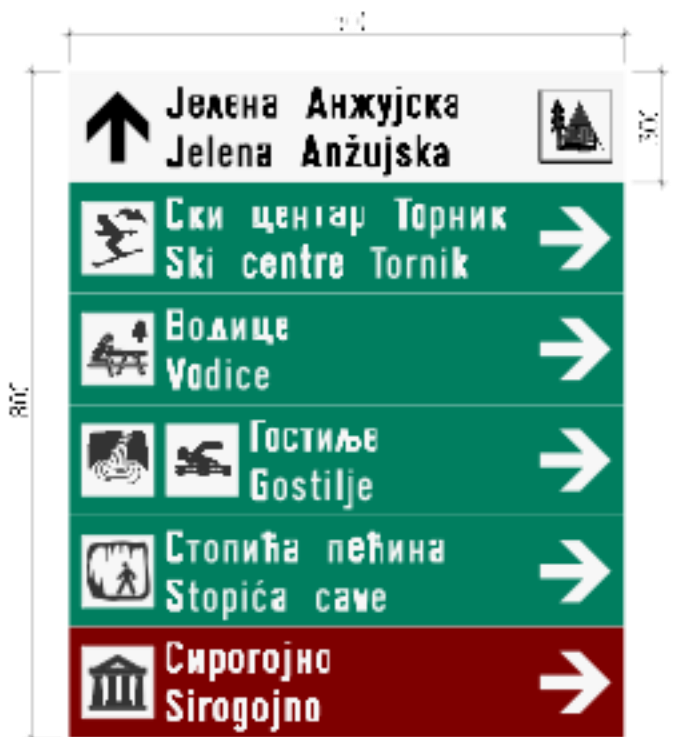 Јелена Анжујска
Jelena Anžujska
Ски центар Торник
Ski centre Tornik
Водице
Vodice
Гостиље
Gostilje
Стопића пећина
Stopića cave
Сирогојно
Sirogojno